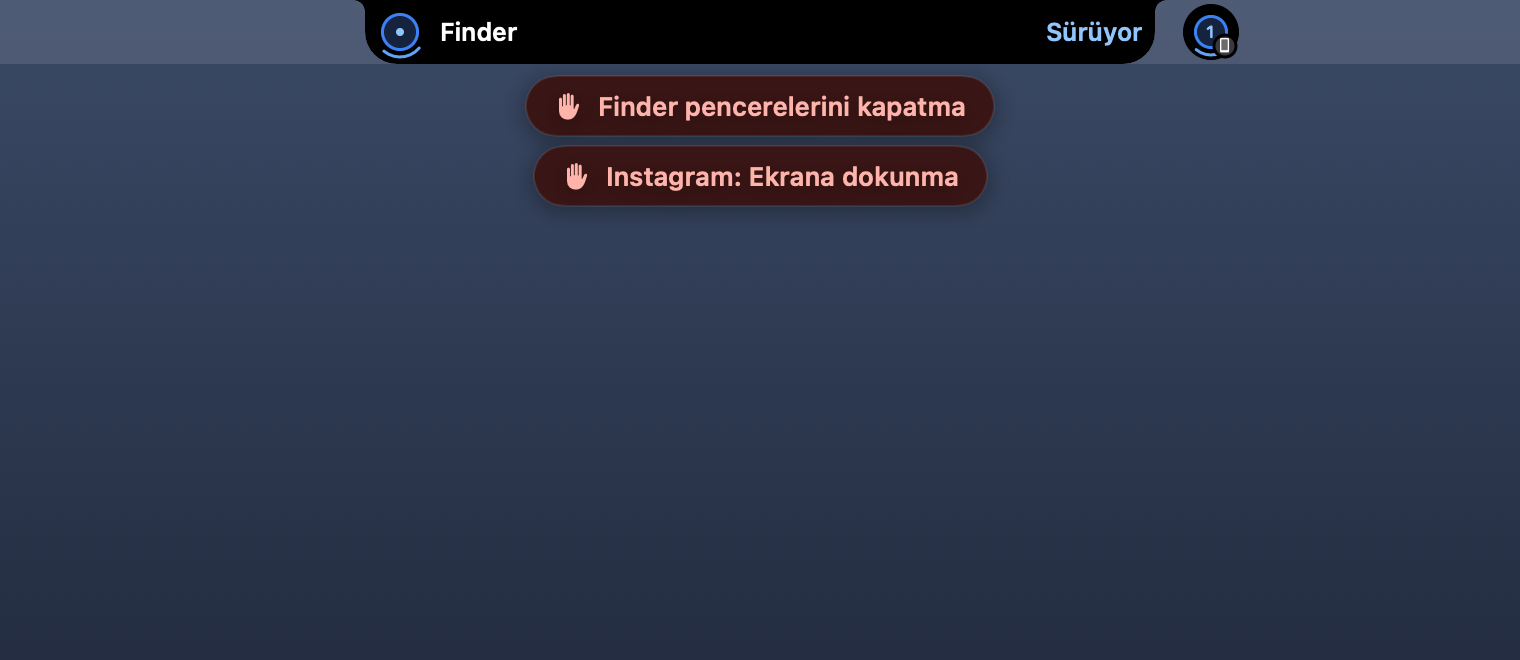 Finder
Sürüyor
1
Finder pencerelerini kapatma
Instagram: Ekrana dokunma